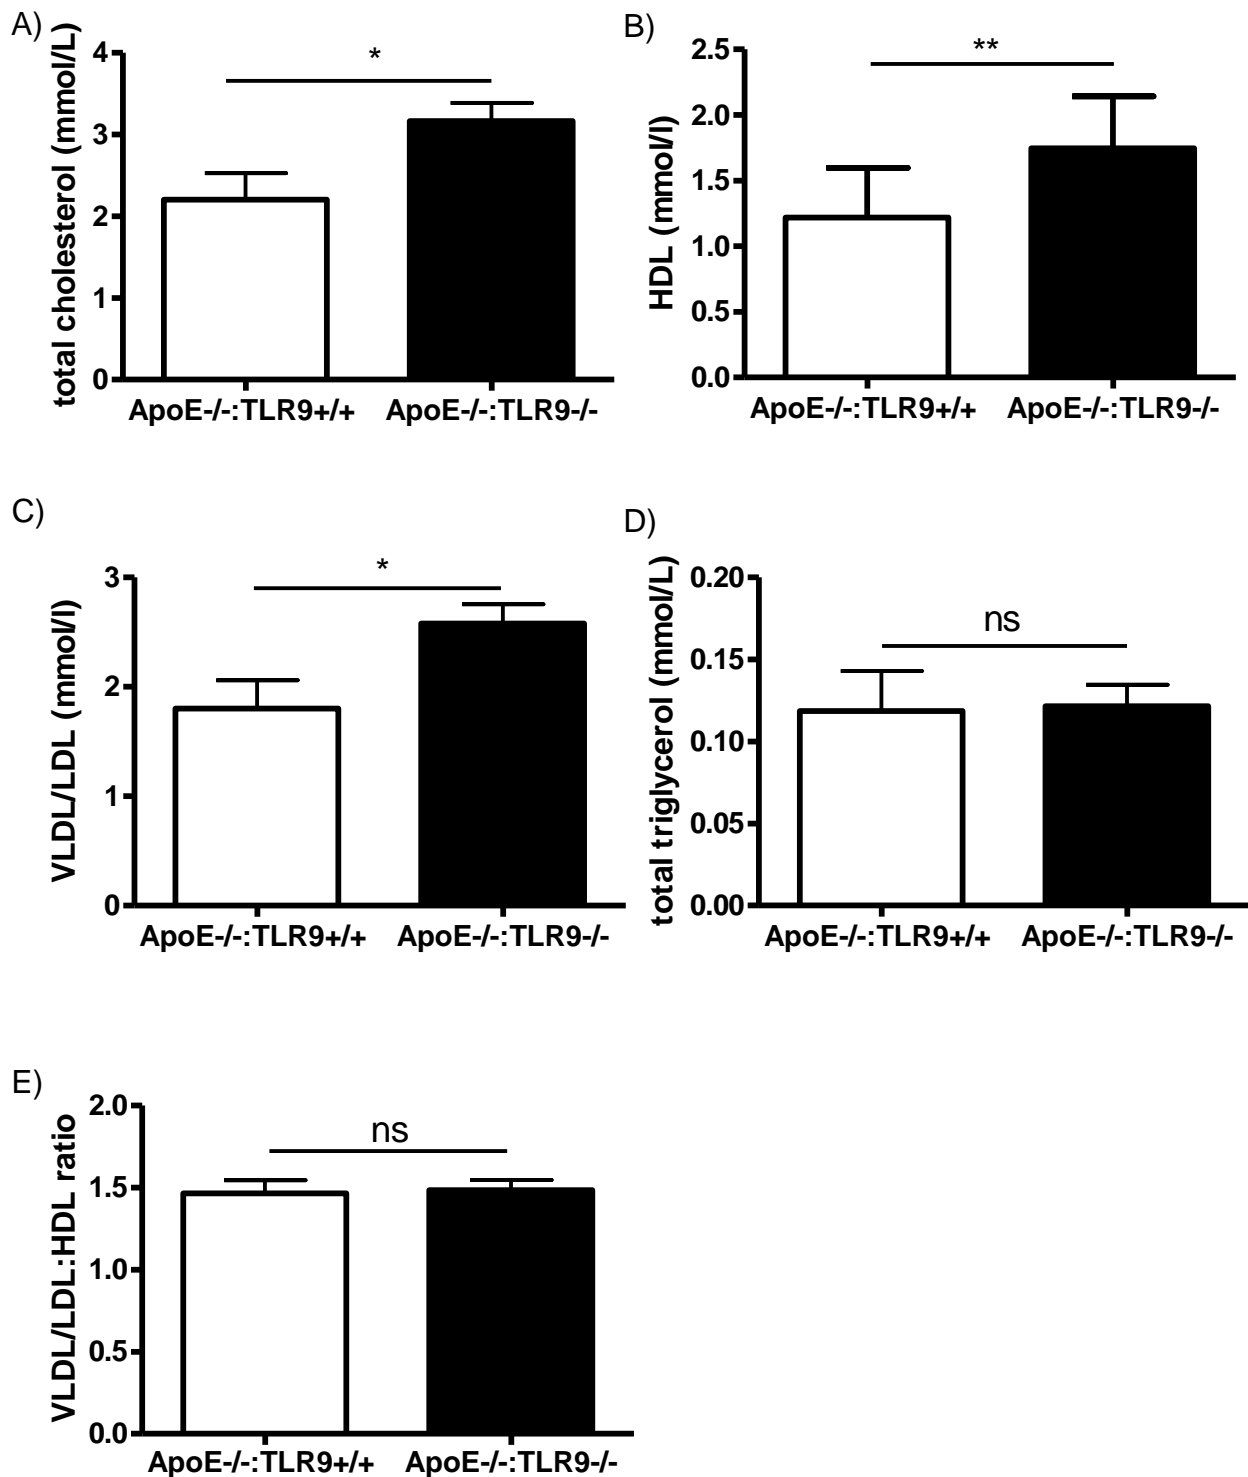 A)
total cholesterol (mmol/L)
4
3
2
1
0
*
ApoE-/-:TLR9+/+ ApoE-/-:TLR9-/-
B)
HDL (mmol/l)
2.5
2.0
1.5
1.0
0.5
0.0
**
ApoE-/-:TLR9+/+ ApoE-/-:TLR9-/-
C)
VLDL/LDL (mmol/l)
3
2
1
0
*
ApoE-/-:TLR9+/+ ApoE-/-:TLR9-/-
D)
total triglycerol (mmol/L)
0.20
0.15
0.10
0.05
0.00
ns
ApoE-/-:TLR9+/+ ApoE-/-:TLR9-/-
E)
VLDL/LDL:HDL ratio
2.0
1.5
1.0
0.5
0.0
ns
ApoE-/-:TLR9+/+ ApoE-/-:TLR9-/-